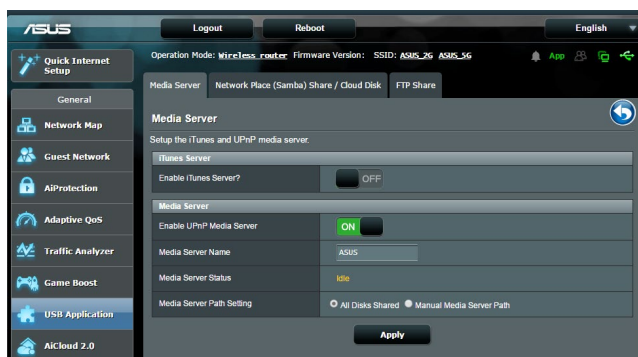 ASUS
Logout
Reboot
English
Quick Internet
Setup
Operation Mode: Wireless router Firmware Version: SSID: ASUS_2G ASUS_5G
App
Media Server
Network Place (Samba) Share / Cloud Disk
FTP Share
General
Network Map
Guest Network
AiProtection
Adaptive QoS
Traffic Analyzer
Game Boost
USB Application
AiCloud 2.0
Media Server
Setup the iTunes and UPnP media server.
iTunes Server
Enable iTunes Server?
OFF
Media Server
Enable UPnP Media Server
ON
Media Server Name
ASUS
Media Server Status
Idle
Media Server Path Setting
All Disks Shared
Manual Media Server Path
Apply